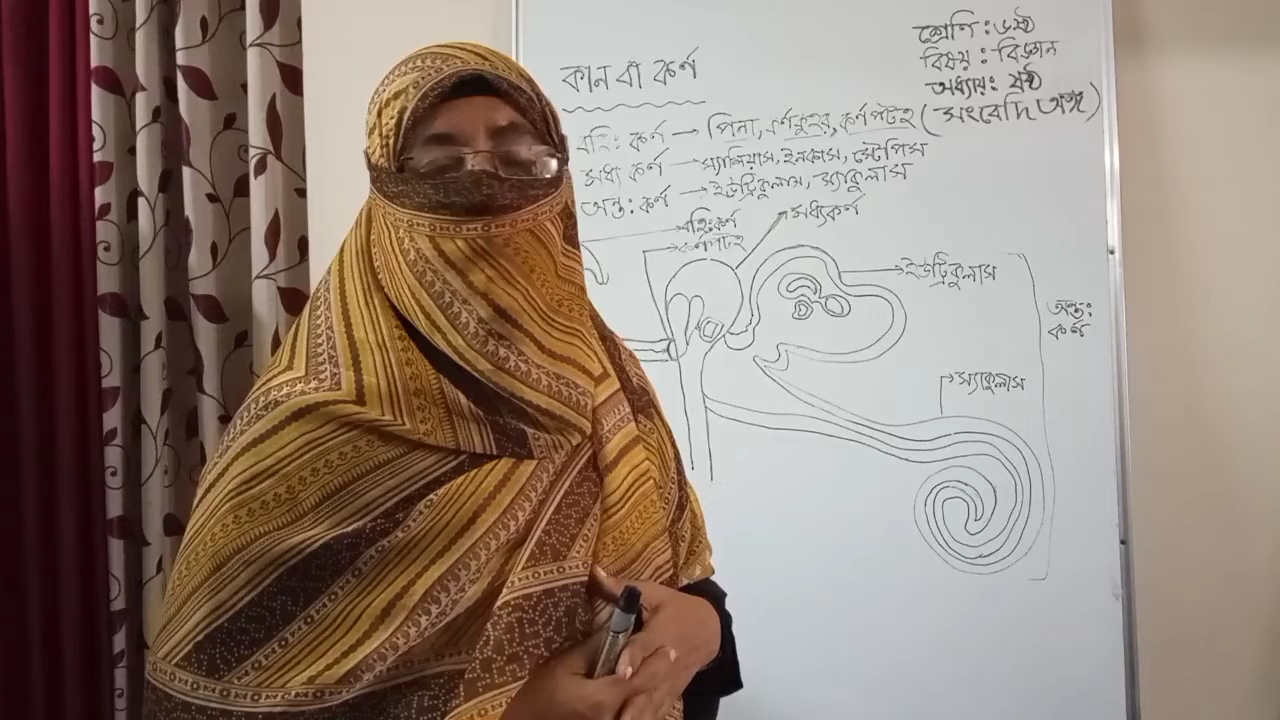 শ্রেণি : ৬ষ্ঠ
বিষয় : বিজ্ঞান
অধ্যায়ঃ ষষ্ঠ
(সংবেদি অঙ্গ)
কান বা কর্ণ
বহি: কর্ণ → পিনা, কর্ণকুহর, কর্ণপটহ
মধ্য কর্ণ → ম্যালিয়াস, ইনকাস, স্টেপিস
অন্ত: কর্ণ → ইউট্রিকুলাস, স্যাকুলাস
বহি:কর্ণ
কর্ণপটহ
মধ্যকর্ণ
ইউট্রিকুলাস
অন্ত:
কর্ণ
স্যাকুলাস